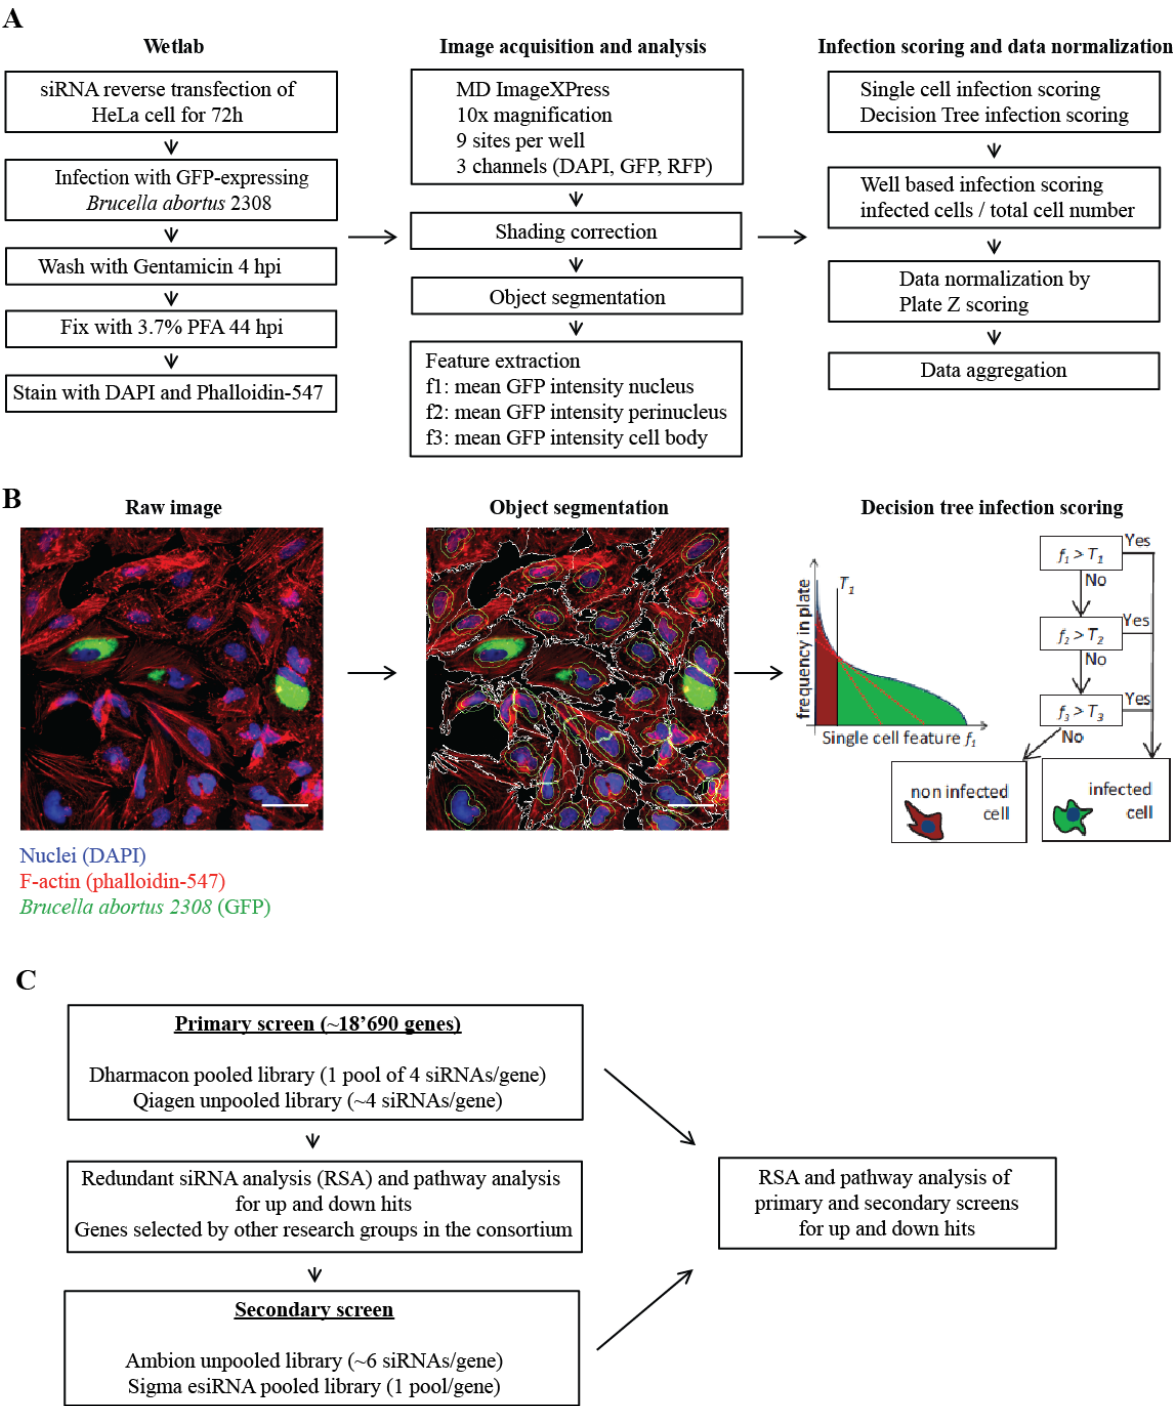 A
Wetlab
siRNA reverse transfection of
HeLa cell for 72h
Infection with GFP-expressing
Brucella abortus 2308
Wash with Gentamicin 4 hpi
Fix with 3.7% PFA 44 hpi
Stain with DAPI and Phalloidin-547
Image acquisition and analysis
MD ImageXPress
10x magnification
9 sites per well
3 channels (DAPI, GFP, RFP)
Shading correction
Object segmentation
Feature extraction
f1: mean GFP intensity nucleus
f2: mean GFP intensity perinucleus
f3: mean GFP intensity cell body
Infection scoring and data normalization
Single cell infection scoring
Decision Tree infection scoring
Well based infection scoring
infected cells / total cell number
Data normalization by
Plate Z scoring
Data aggregation
B
Raw image
Nuclei (DAPI)
F-actin (phalloidin-547)
Brucella abortus 2308 (GFP)
Object segmentation
Decision tree infection scoring
frequency in plate
T1
Single cell feature f1
f1 > T1
Yes
No
f2 > T2
Yes
No
f3 > T3
Yes
No
non infected
cell
infected
cell
C
Primary screen (~18'690 genes)
Dharmacon pooled library (1 pool of 4 siRNAs/gene)
Qiagen unpooled library (~4 siRNAs/gene)
Redundant siRNA analysis (RSA) and pathway analysis
for up and down hits
Genes selected by other research groups in the consortium
Secondary screen
Ambion unpooled library (~6 siRNAs/gene)
Sigma esiRNA pooled library (1 pool/gene)
RSA and pathway analysis of
primary and secondary screens
for up and down hits